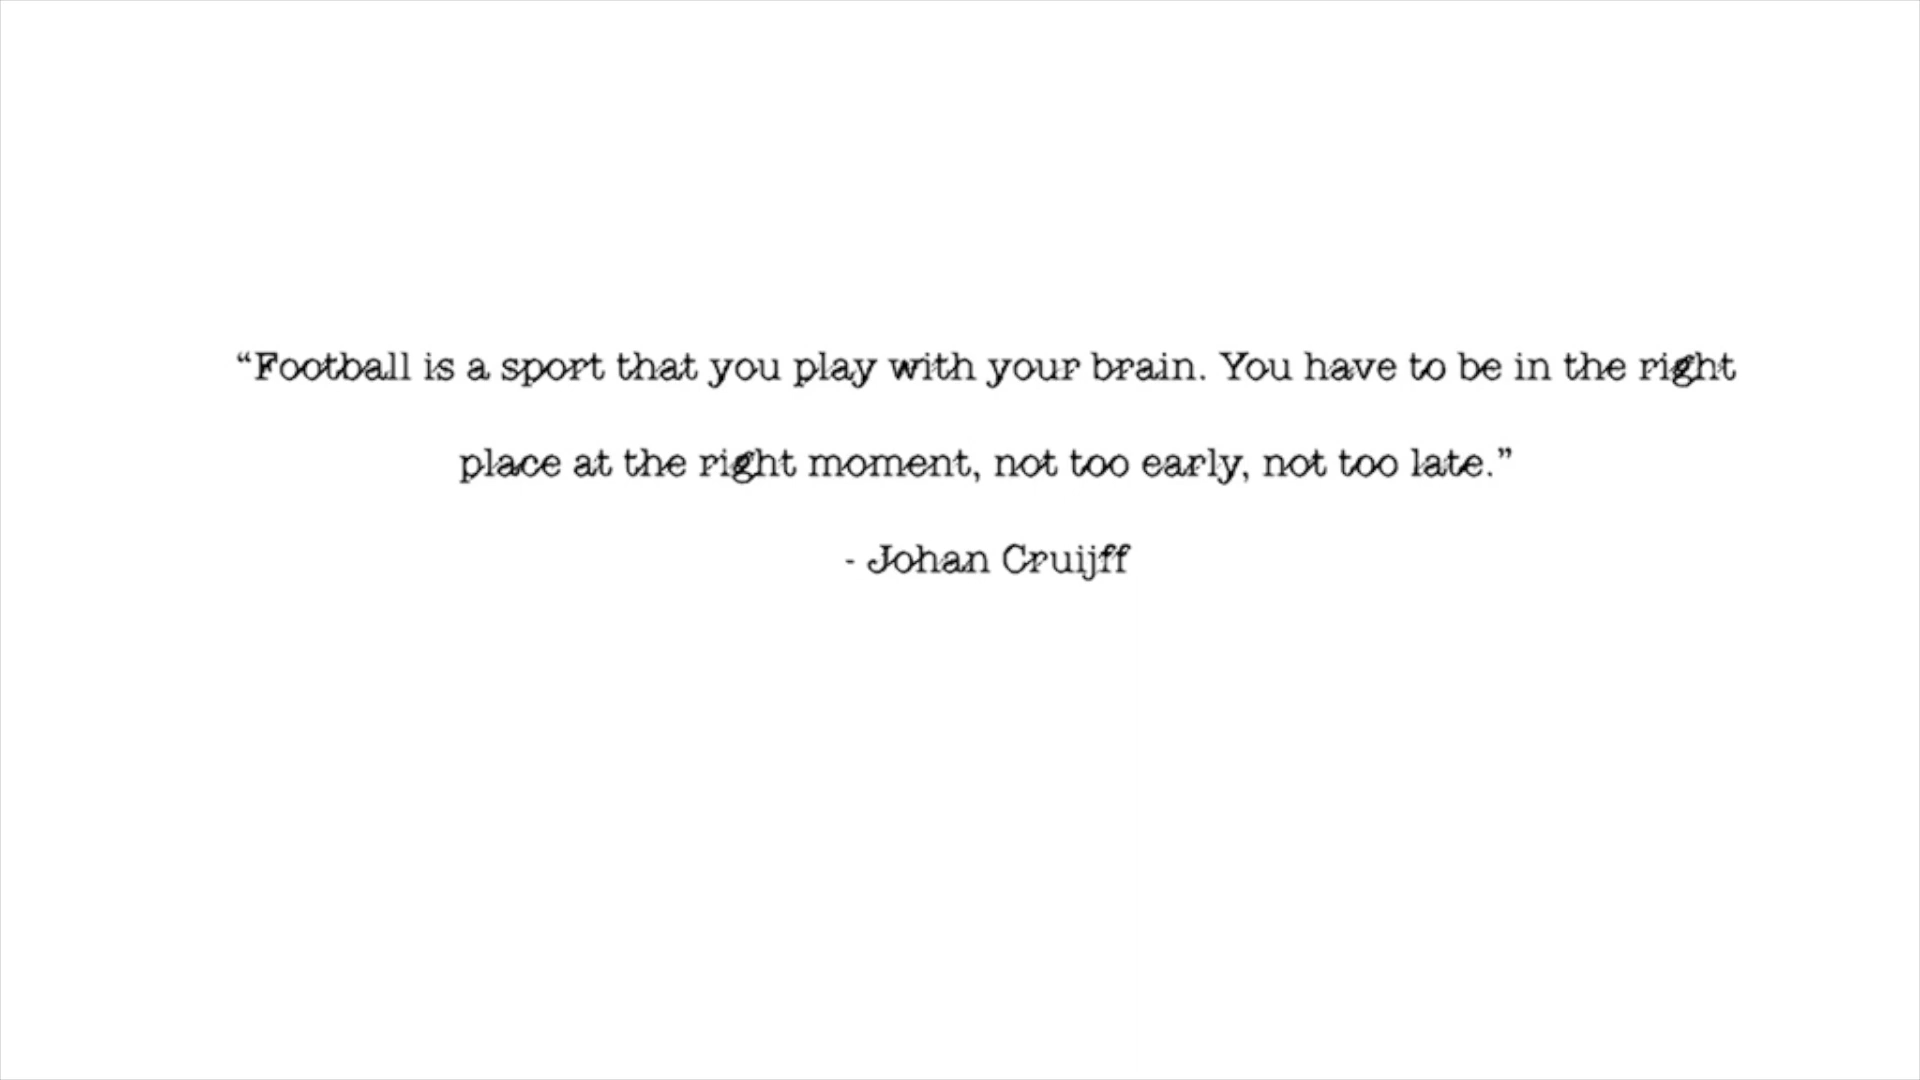 “Football is a sport that you play with your brain. You have to be in the right
place at the right moment, not too early, not too late.”
- Johan Cruijff